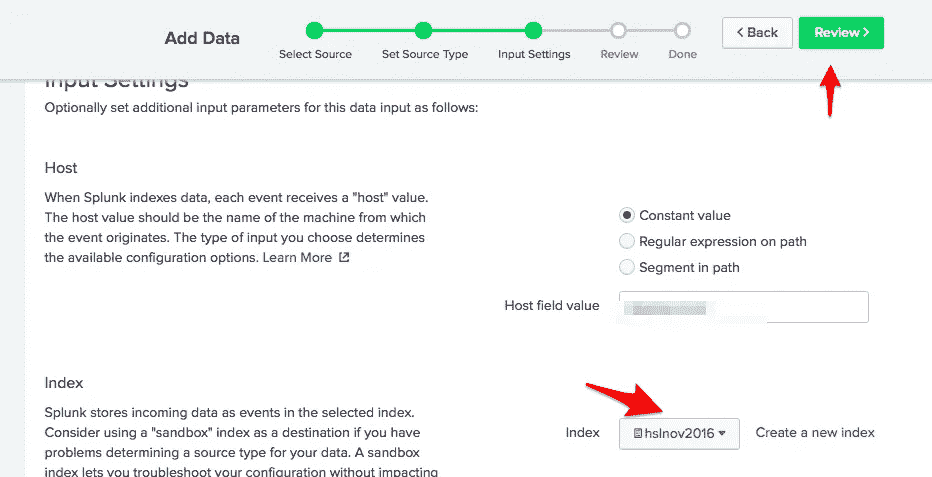 Add Data
Select Source
Set Source Type
Input Settings
Review
Done
< Back
Review >
Input Settings
Optionally set additional input parameters for this data input as follows:
Host
When Splunk indexes data, each event receives a "host" value.
The host value should be the name of the machine from which
the event originates. The type of input you choose determines
the available configuration options. Learn More
Constant value
Regular expression on path
Segment in path
Host field value
Index
Splunk stores incoming data as events in the selected index.
Consider using a "sandbox" index as a destination if you have
problems determining a source type for your data. A sandbox
index lets you troubleshoot your configuration without impacting
Index
hslnov2016
Create a new index